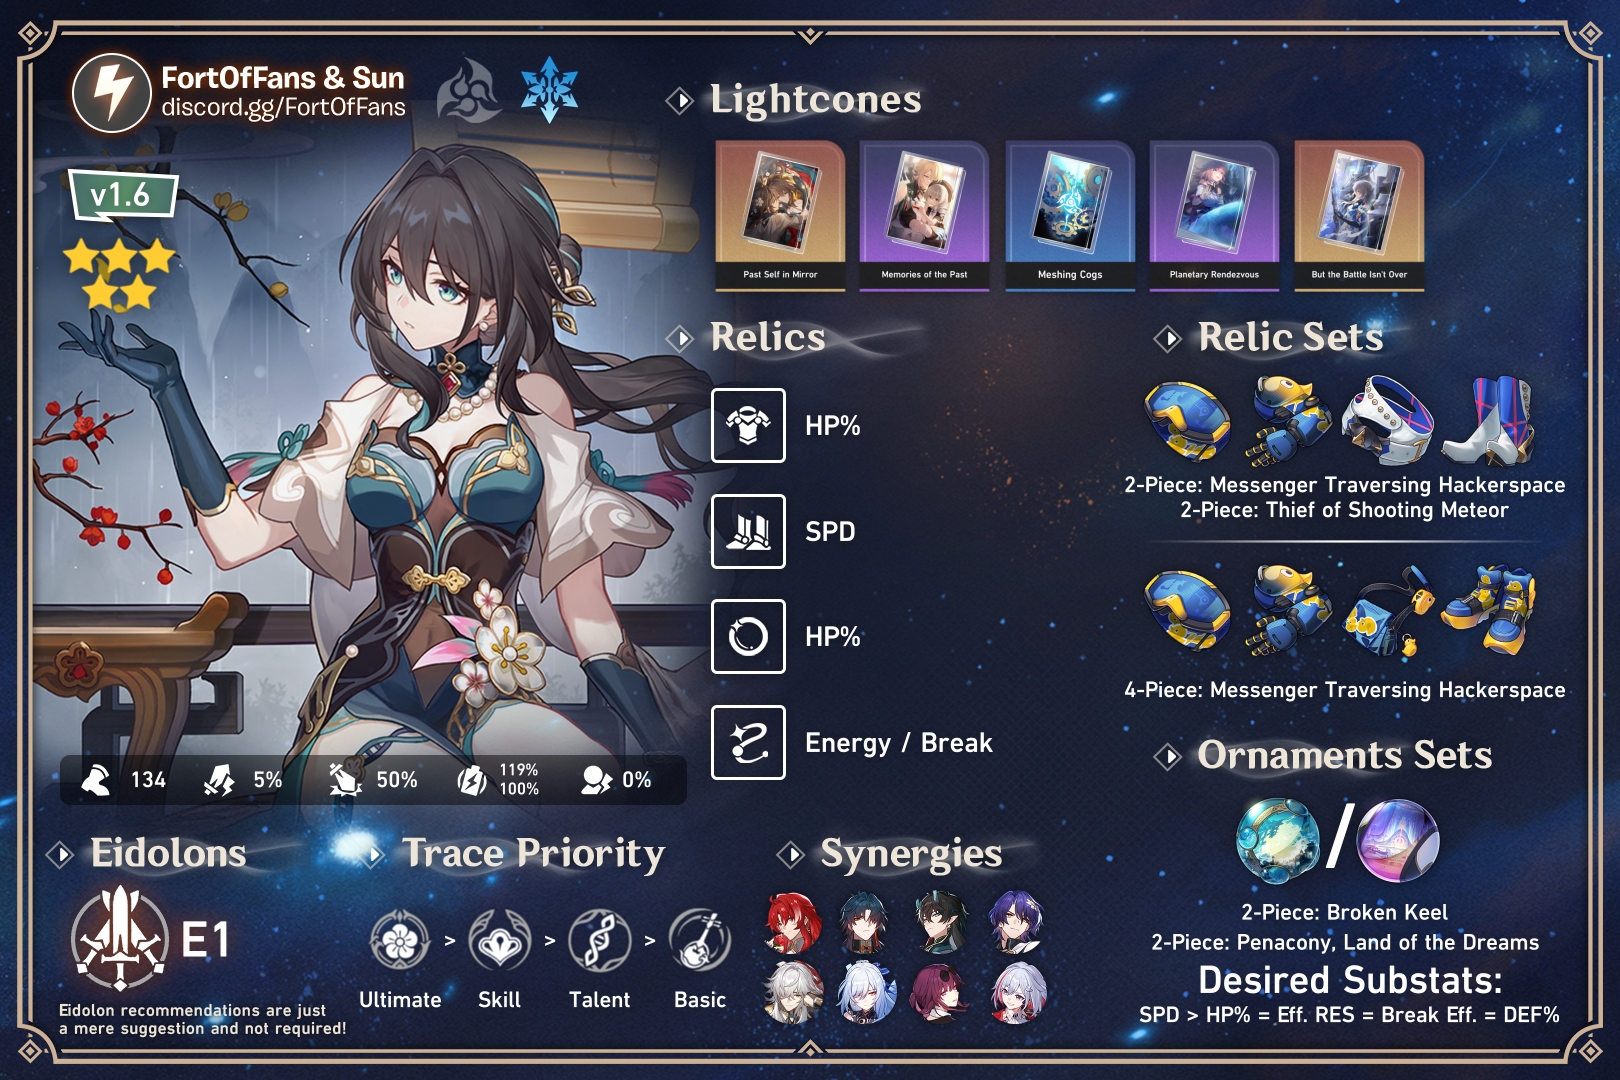 FortOfFans & Sun
discord.gg/FortOfFans
v1.6
134
5%
50%
119%
100%
0%
Lightcones
Past Self in Mirror
Memories of the Past
Meshing Cogs
Planetary Rendezvous
But the Battle Isn't Over
Relics
HP%
SPD
HP%
Energy / Break
Relic Sets
2-Piece: Messenger Traversing Hackerspace
2-Piece: Thief of Shooting Meteor
4-Piece: Messenger Traversing Hackerspace
Ornaments Sets
/
2-Piece: Broken Keel
2-Piece: Penacony, Land of the Dreams
Desired Substats:
SPD > HP% = Eff. RES = Break Eff. = DEF%
Eidolons
E1
Eidolon recommendations are just
a mere suggestion and not required!
Trace Priority
> > >
Ultimate Skill Talent Basic
Synergies